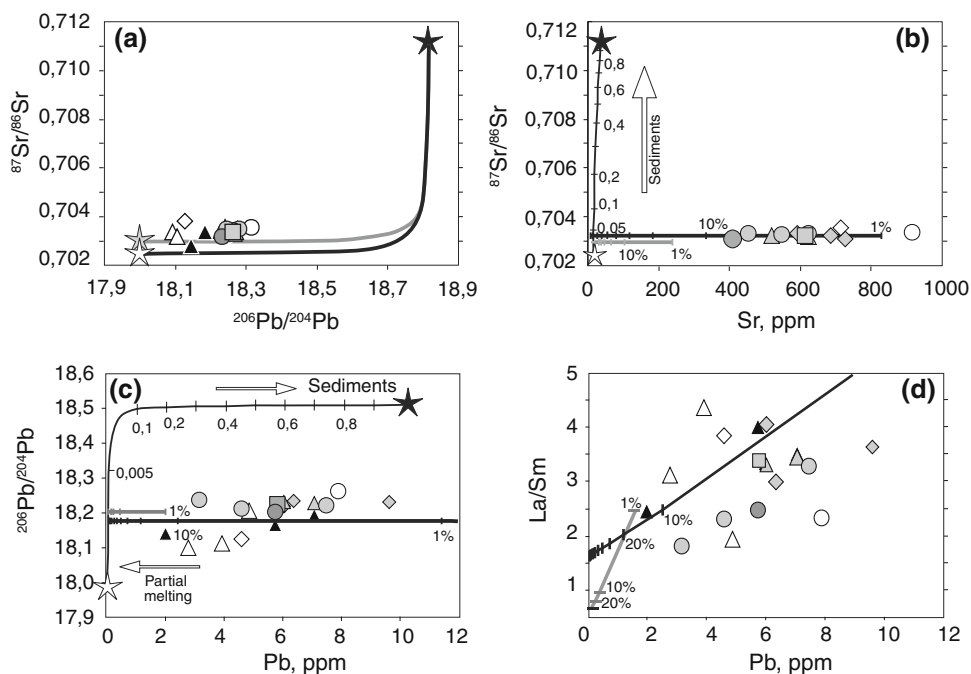 (a)
0,712
0,710
0,708
0,706
0,704
0,702
87Sr/86Sr
17,9 18,1 18,3 18,5 18,7 18,9
206Pb/204Pb
(b)
0,712
0,710
0,708
0,706
0,704
0,702
87Sr/86Sr
0,8
0,6
0,4
0,2
0,1
0,05
Sediments
10% 1%
10% 1%
0 200 400 600 800 1000
Sr, ppm
(c)
18,6
18,5
18,4
18,3
18,2
18,1
18,0
17,9
206Pb/204Pb
Sediments
0,1 0,2 0,4 0,6 0,8
0,005
1%
10% 1%
Partial
melting
0 2 4 6 8 10 12
Pb, ppm
(d)
5
4
3
2
1
La/Sm
1%
10%
20%
10%
20%
0 2 4 6 8 10 12
Pb, ppm